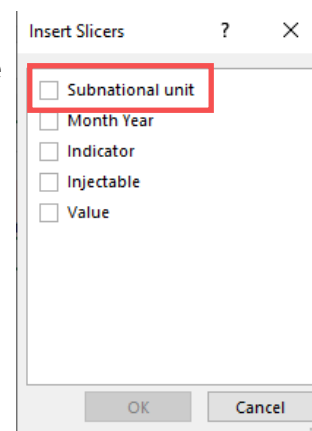 Insert Slicers ? ×
Subnational unit
Month Year
Indicator
Injectable
Value
OK Cancel